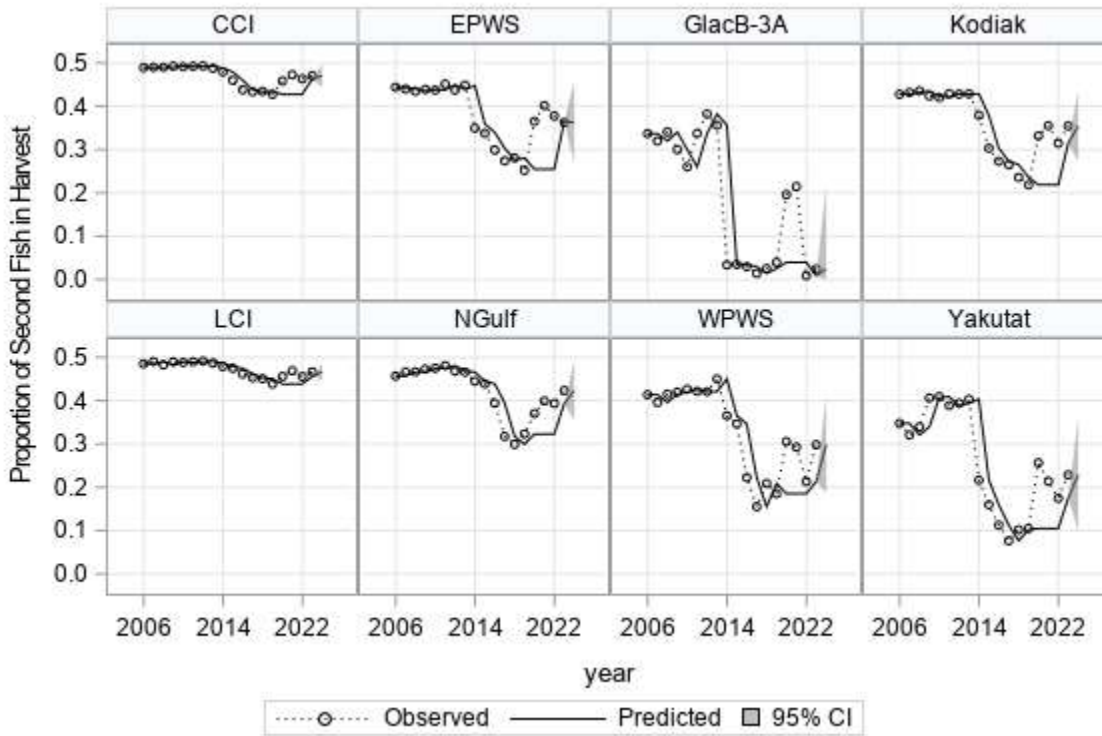 CCI EPWS GlacB-3A Kodiak
0.5
0.4
0.3
0.2
0.1
0.0
Proportion of Second Fish in Harvest
LCI NGulf WPWS Yakutat
0.5
0.4
0.3
0.2
0.1
0.0
2006 2014 2022 2006 2014 2022 2006 2014 2022 2006 2014 2022
year
Observed Predicted 95% CI